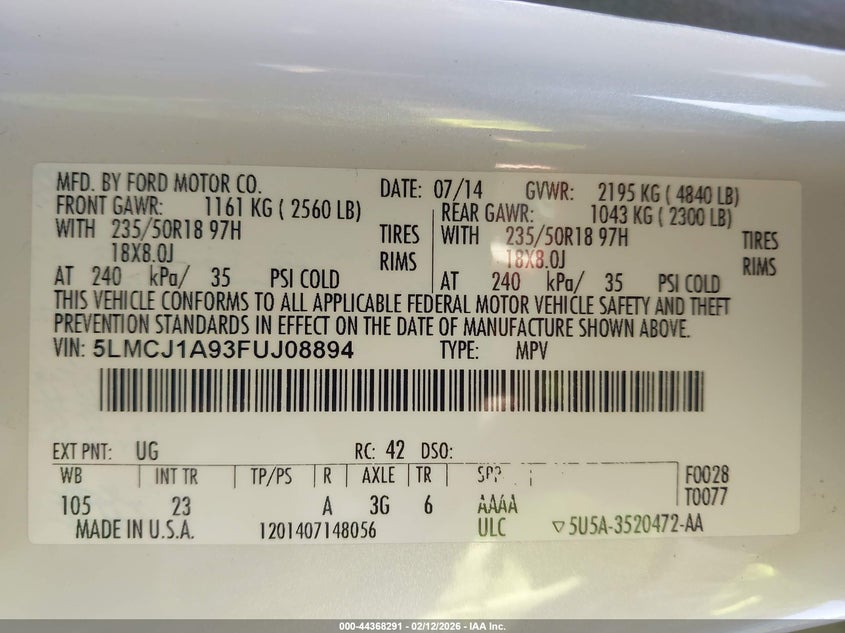 MFD. BY FORD MOTOR CO. DATE: 07/14 GVWR: 2195 KG ( 4840 LB)
FRONT GAWR: 1161 KG ( 2560 LB) REAR GAWR: 1043 KG ( 2300 LB)
WITH 235/50R18 97H TIRES WITH 235/50R18 97H TIRES
18X8.0J RIMS 18X8.0J RIMS
AT 240 kPa/ 35 PSI COLD AT 240 kPa/ 35 PSI COLD
THIS VEHICLE CONFORMS TO ALL APPLICABLE FEDERAL MOTOR VEHICLE SAFETY AND THEFT
PREVENTION STANDARDS IN EFFECT ON THE DATE OF MANUFACTURE SHOWN ABOVE.
VIN: 5LMCJ1A93FUJ08894 TYPE: MPV
EXT PNT: UG RC: 42 DSO:
WB INT TR TP/PS R AXLE TR SPR F0028
105 23 A 3G 6 AAAA T0077
MADE IN U.S.A. 1201407148056 ULC ▽5U5A-3520472-AA
000-44368291 - 02/12/2026 - IAA Inc.